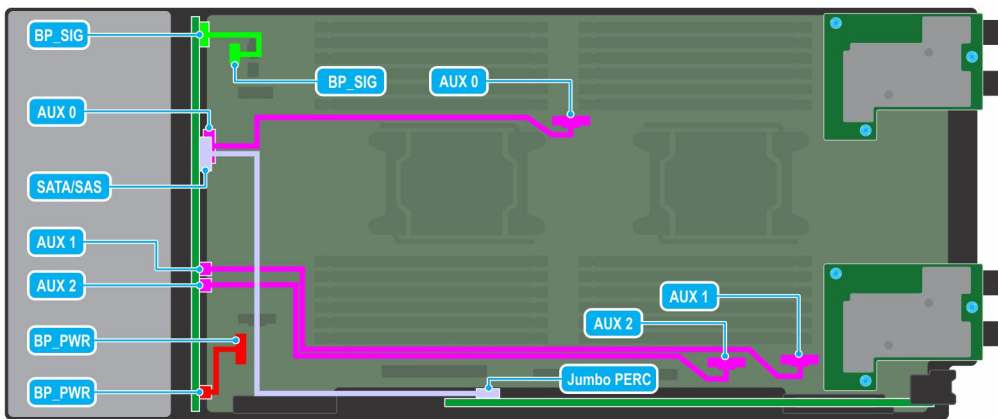 BP_SIG
BP_SIG
AUX 0
AUX 0
SATA/SAS
AUX 1
AUX 2
AUX 1
AUX 2
BP_PWR
BP_PWR
Jumbo PERC